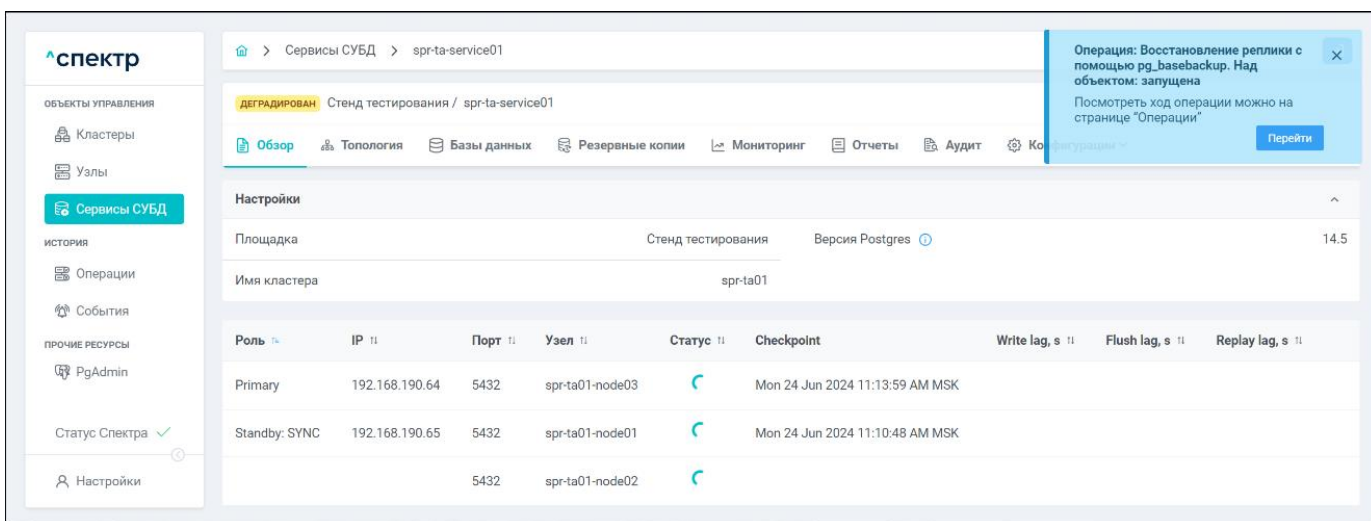 ^спектр
ОБЪЕКТЫ УПРАВЛЕНИЯ
Кластеры
Узлы
Сервисы СУБД
ИСТОРИЯ
Операции
События
ПРОЧИЕ РЕСУРСЫ
PgAdmin
Статус Спектра
Настройки
> Сервисы СУБД > spr-ta-service01
ДЕГРАДИРОВАН Стенд тестирования / spr-ta-service01
Обзор Топология Базы данных Резервные копии Мониторинг Отчеты Аудит Конфигурации
Операция: Восстановление реплики с
помощью pg_basebackup. Над
объектом: запущена
Посмотреть ход операции можно на
странице "Операции"
Перейти
Настройки
Площадка Стенд тестирования Версия Postgres 14.5
Имя кластера spr-ta01
Роль IP Порт Узел Статус Checkpoint Write lag, s Flush lag, s Replay lag, s
Primary 192.168.190.64 5432 spr-ta01-node03 Mon 24 Jun 2024 11:13:59 AM MSK
Standby: SYNC 192.168.190.65 5432 spr-ta01-node01 Mon 24 Jun 2024 11:10:48 AM MSK
5432 spr-ta01-node02